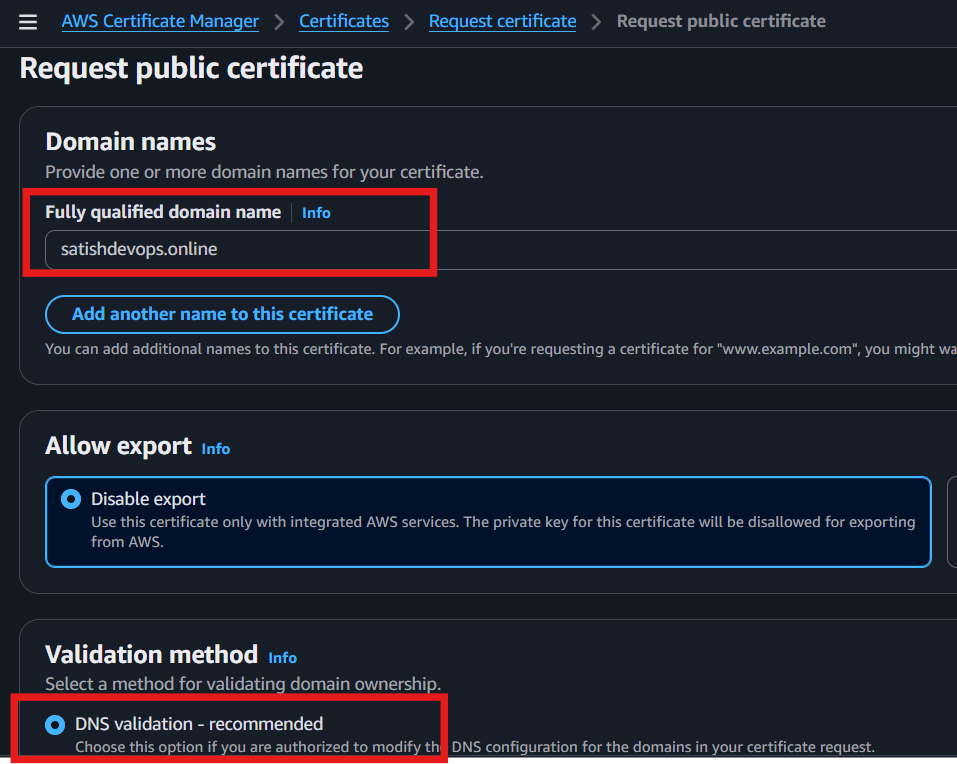 AWS Certificate Manager > Certificates > Request certificate > Request public certificate
Request public certificate
Domain names
Provide one or more domain names for your certificate.
Fully qualified domain name | Info
satishdevops.online
Add another name to this certificate
You can add additional names to this certificate. For example, if you're requesting a certificate for "www.example.com", you might
Allow export Info
Disable export
Use this certificate only with integrated AWS services. The private key for this certificate will be disallowed for exporting
from AWS.
Validation method Info
Select a method for validating domain ownership.
DNS validation - recommended
Choose this option if you are authorized to modify the DNS configuration for the domains in your certificate request.